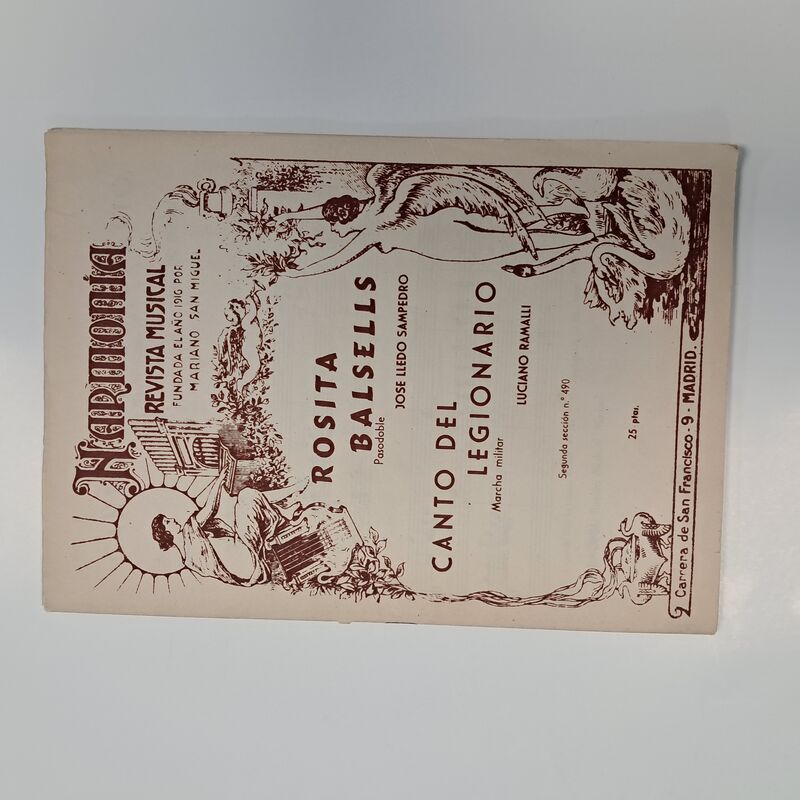 HARMONÍA
REVISTA MUSICAL
FUNDADA EL AÑO 1916 POR
MARIANO SAN MIGUEL
ROSITA
BALSELLS
Pasodoble
JOSE LLEDO SAMPEDRO
CANTO DEL
LEGIONARIO
Marcha militar
LUCIANO RAMALLI
Segunda sección n.° 490
25 ptas.
Carrera de San Francisco - 9 - MADRID.